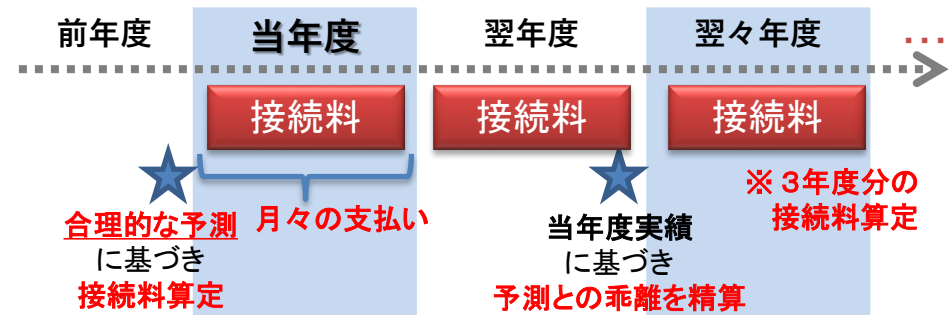 前年度
当年度
翌年度
翌々年度
…
接続料
接続料
接続料
合理的な予測
に基づき
接続料算定
月々の支払い
当年度実績
に基づき
予測との乖離を精算
※３年度分の
接続料算定